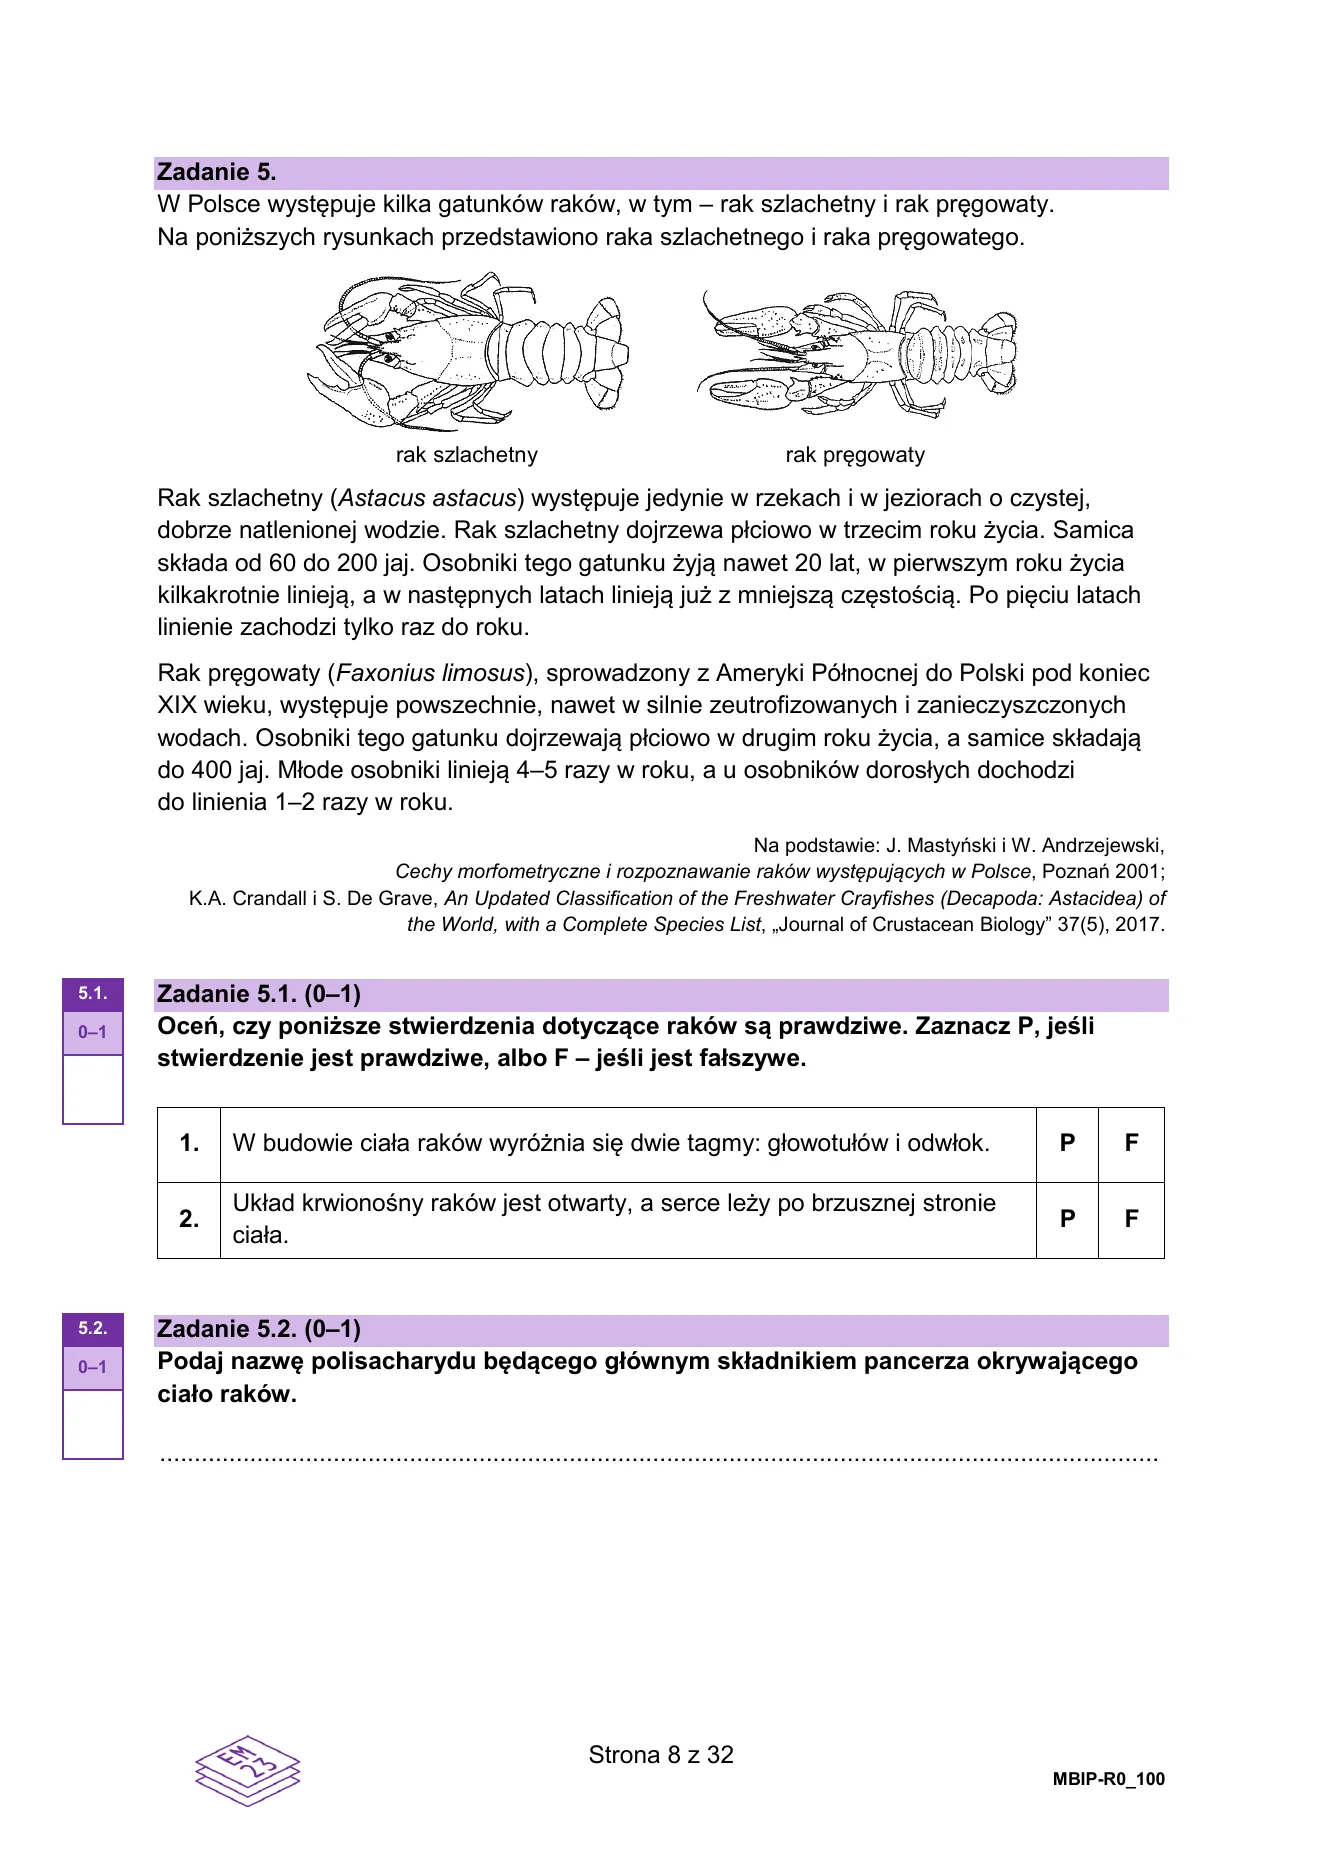 Zadanie 5.
W Polsce występuje kilka gatunków raków, w tym – rak szlachetny i rak pręgowaty.
Na poniższych rysunkach przedstawiono raka szlachetnego i raka pręgowatego.
rak szlachetny
rak pręgowaty
Rak szlachetny (Astacus astacus) występuje jedynie w rzekach i w jeziorach o czystej,
dobrze natlenionej wodzie. Rak szlachetny dojrzewa płciowo w trzecim roku życia. Samica
składa od 60 do 200 jaj. Osobniki tego gatunku żyją nawet 20 lat, w pierwszym roku życia
kilkakrotnie linieją, a w następnych latach linieją już z mniejszą częstością. Po pięciu latach
linienie zachodzi tylko raz do roku.
Rak pręgowaty (Faxonius limosus), sprowadzony z Ameryki Północnej do Polski pod koniec
XIX wieku, występuje powszechnie, nawet w silnie zeutrofizowanych i zanieczyszczonych
wodach. Osobniki tego gatunku dojrzewają płciowo w drugim roku życia, a samice składają
do 400 jaj. Młode osobniki linieją 4–5 razy w roku, a u osobników dorosłych dochodzi
do linienia 1–2 razy w roku.
Na podstawie: J. Mastyński i W. Andrzejewski,
Cechy morfometryczne i rozpoznawanie raków występujących w Polsce, Poznań 2001;
K.A. Crandall i S. De Grave, An Updated Classification of the Freshwater Crayfishes (Decapoda: Astacidea) of
the World, with a Complete Species List, „Journal of Crustacean Biology” 37(5), 2017.
5.1.
0–1
Zadanie 5.1. (0–1)
Oceń, czy poniższe stwierdzenia dotyczące raków są prawdziwe. Zaznacz P, jeśli
stwierdzenie jest prawdziwe, albo F – jeśli jest fałszywe.
1. W budowie ciała raków wyróżnia się dwie tagmy: głowotułów i odwłok. P F
2. Układ krwionośny raków jest otwarty, a serce leży po brzusznej stronie
ciała. P F
5.2.
0–1
Zadanie 5.2. (0–1)
Podaj nazwę polisacharydu będącego głównym składnikiem pancerza okrywającego
ciało raków.
EM
23
Strona 8 z 32
MBIP-R0_100